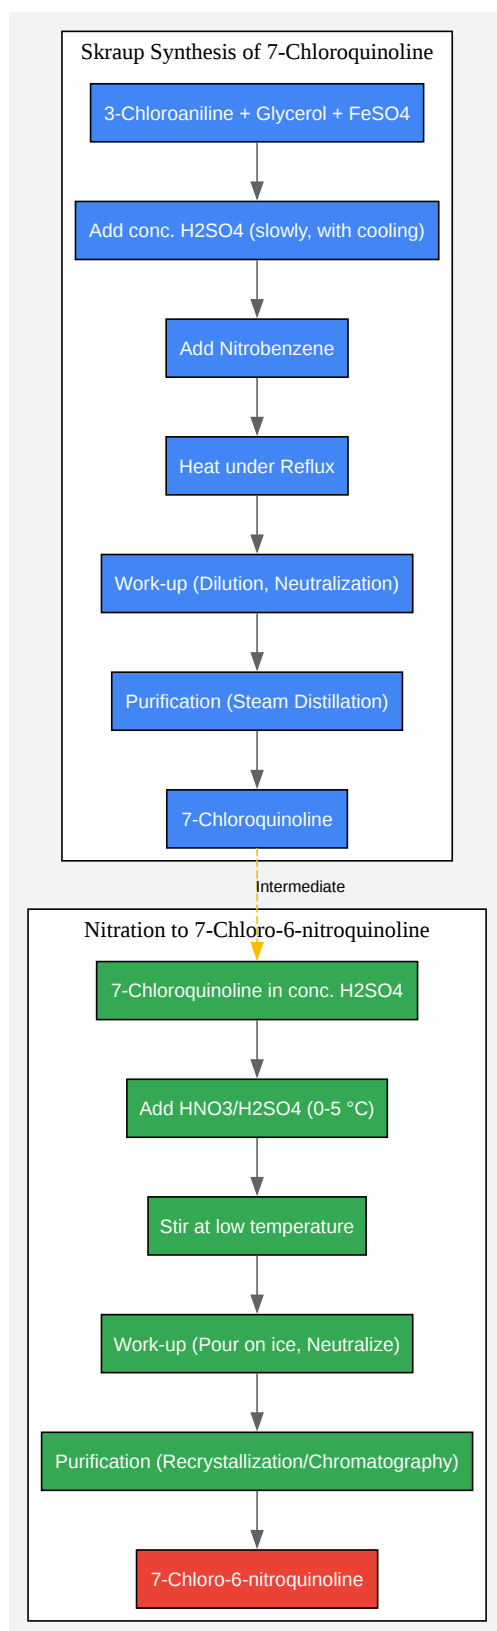 Skraup Synthesis of 7-Chloroquinoline
3-Chloroaniline + Glycerol + FeSO4
Add conc. H2SO4 (slowly, with cooling)
Add Nitrobenzene
Heat under Reflux
Work-up (Dilution, Neutralization)
Purification (Steam Distillation)
7-Chloroquinoline
Intermediate
Nitration to 7-Chloro-6-nitroquinoline
7-Chloroquinoline in conc. H2SO4
Add HNO3/H2SO4 (0-5 °C)
Stir at low temperature
Work-up (Pour on ice, Neutralize)
Purification (Recrystallization/Chromatography)
7-Chloro-6-nitroquinoline